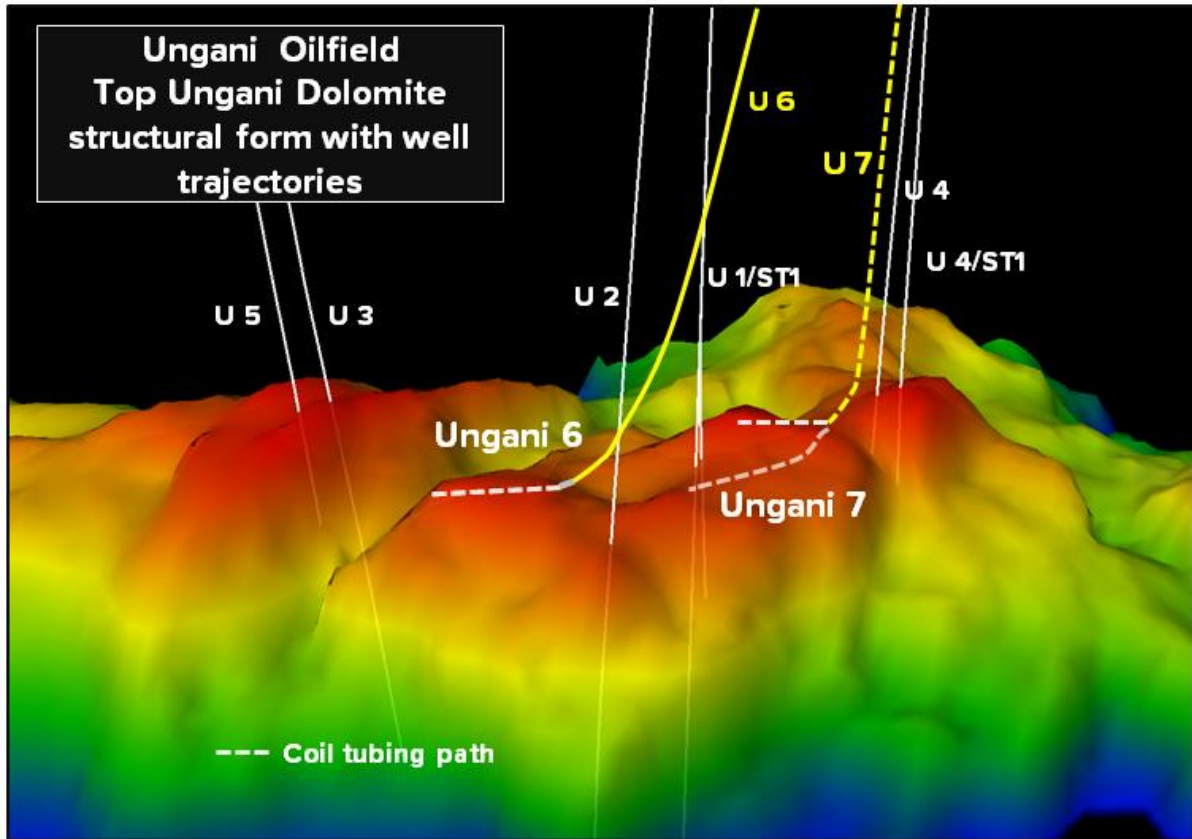 Ungani Oilfield
Top Ungani Dolomite
structural form with well
trajectories
U 6
U 7
U 4
U 4/ST1
U 1/ST1
U 2
U 5
U 3
Ungani 6
Ungani 7
Coil tubing path